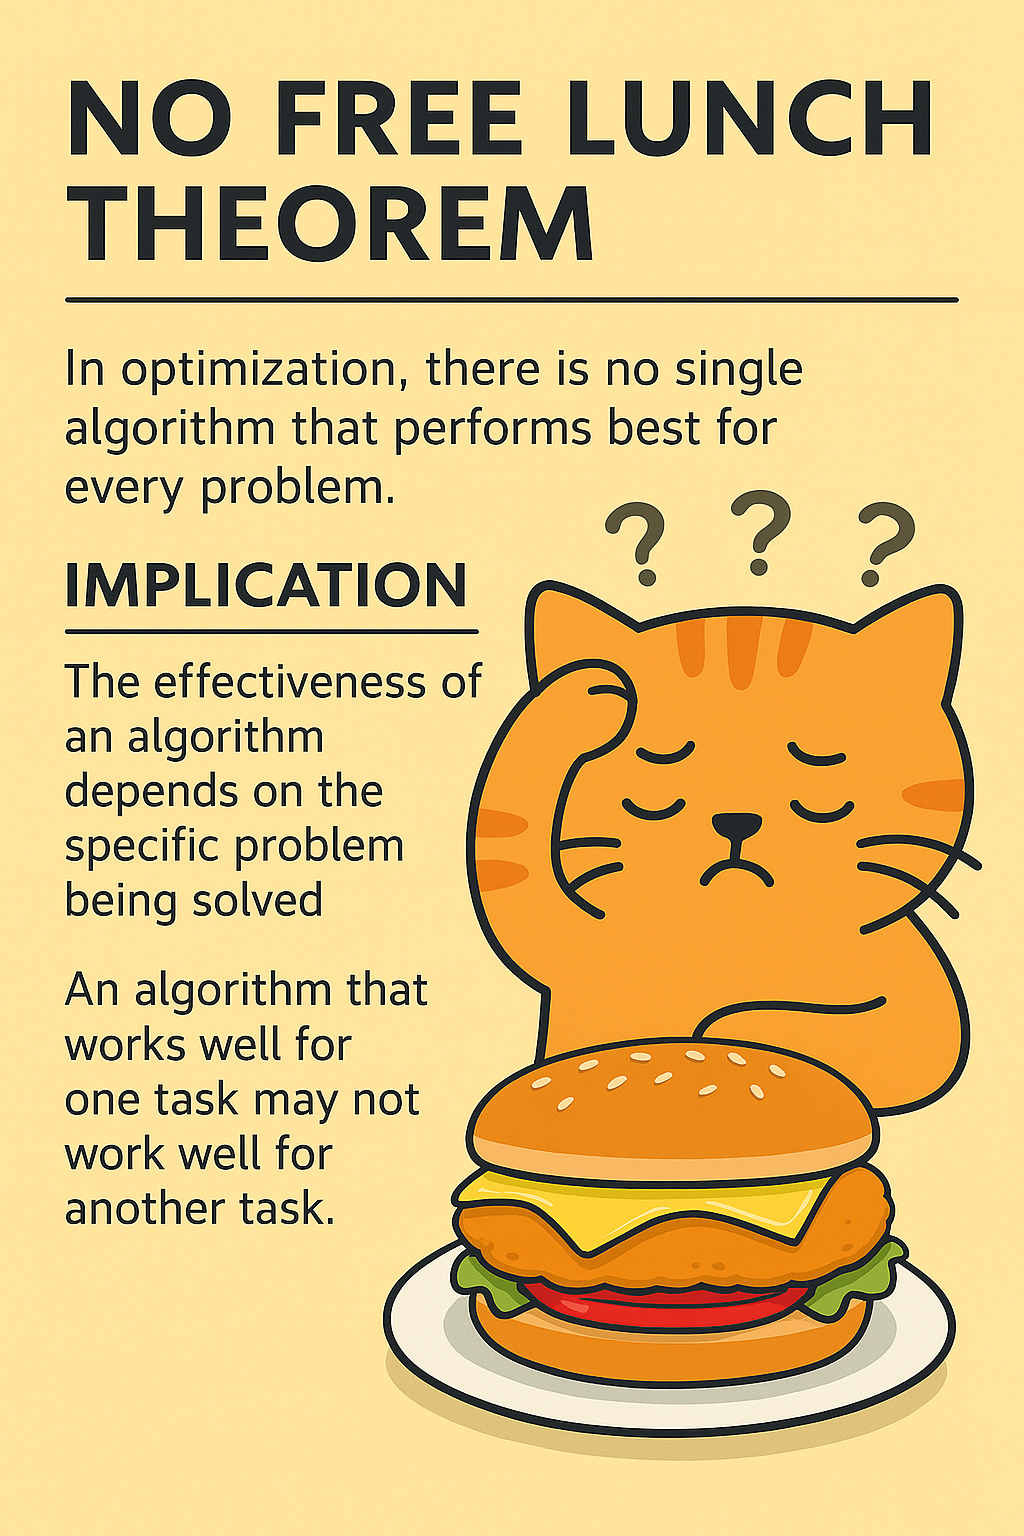 NO FREE LUNCH
THEOREM
In optimization, there is no single
algorithm that performs best for
every problem.
? ? ?
IMPLICATION
The effectiveness of
an algorithm
depends on the
specific problem
being solved
An algorithm that
works well for
one task may not
work well for
another task.